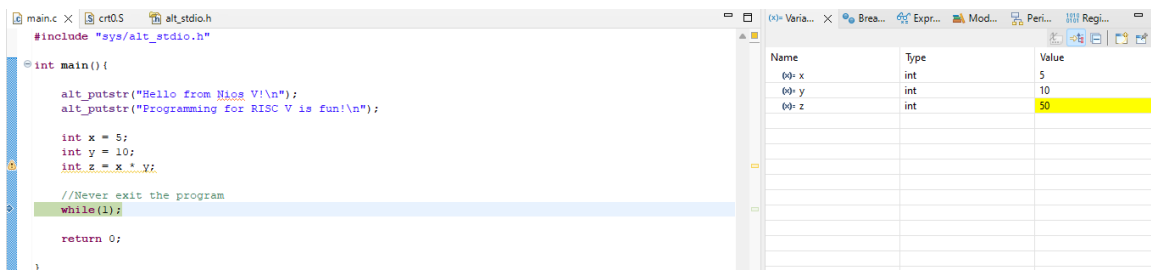 main.c crt0.S alt_stdio.h
#include "sys/alt_stdio.h"
int main(){
alt_putstr("Hello from Nios V!\n");
alt_putstr("Programming for RISC V is fun!\n");
int x = 5;
int y = 10;
int z = x * y;
//Never exit the program
while(1);
return 0;
}
(x)= Varia... Brea... Expr... Mod... Peri... Regi...
Name Type Value
(x)= x int 5
(x)= y int 10
(x)= z int 50